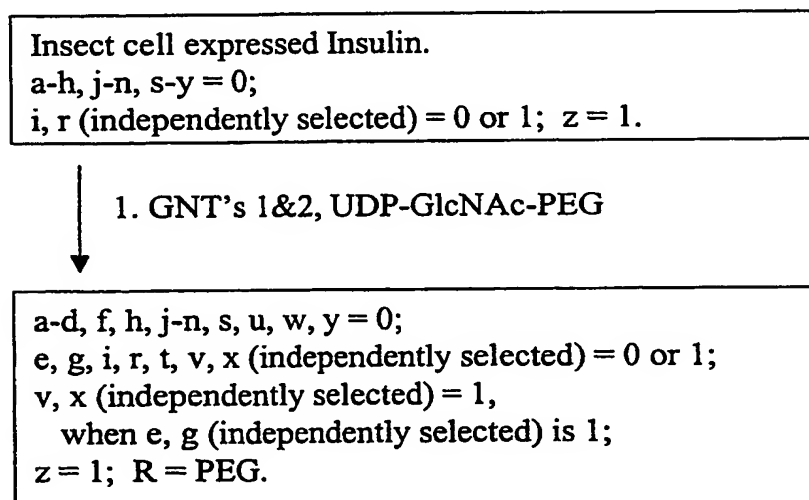 Insect cell expressed Insulin.
a-h, j-n, s-y = 0;
i, r (independently selected) = 0 or 1; z = 1.
1. GNT's 1&2, UDP-GlcNAc-PEG
a-d, f, h, j-n, s, u, w, y = 0;
e, g, i, r, t, v, x (independently selected) = 0 or 1;
v, x (independently selected) = 1,
when e, g (independently selected) is 1;
z = 1; R = PEG.